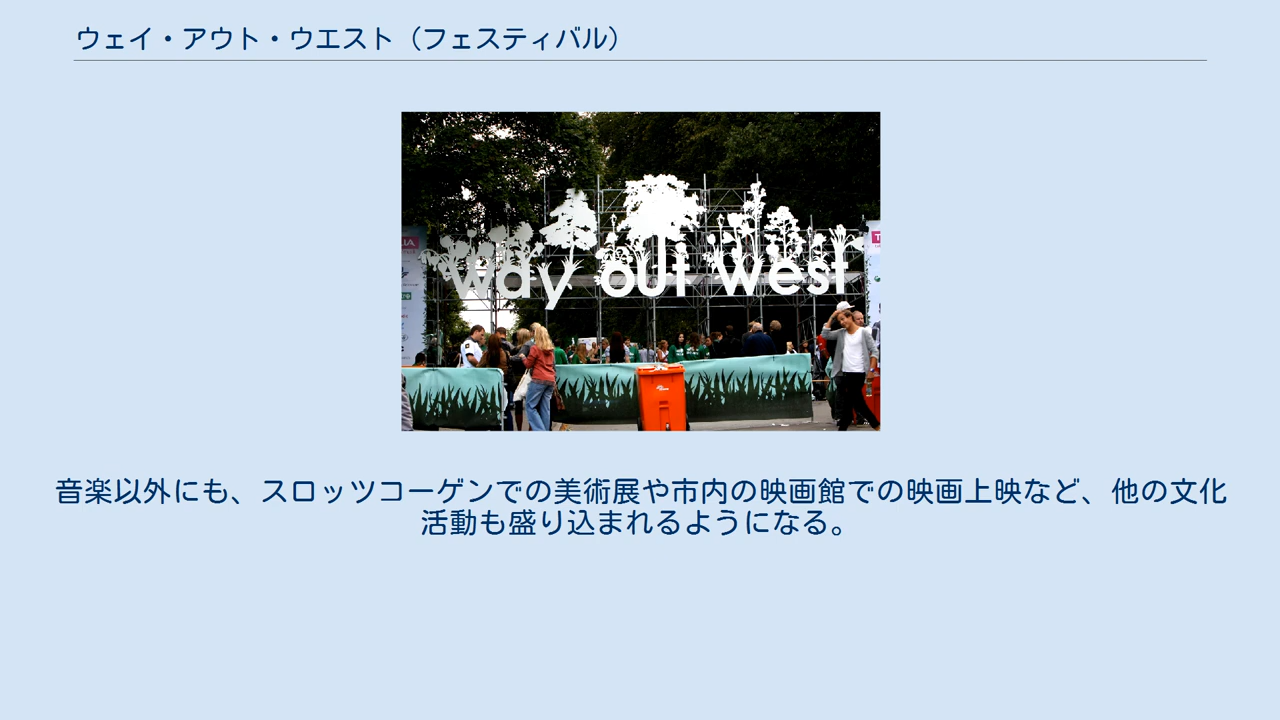 ウェイ・アウト・ウエスト（フェスティバル）
way out west
音楽以外にも、スロッツコーゲンでの美術展や市内の映画館での映画上映など、他の文化
活動も盛り込まれるようになる。